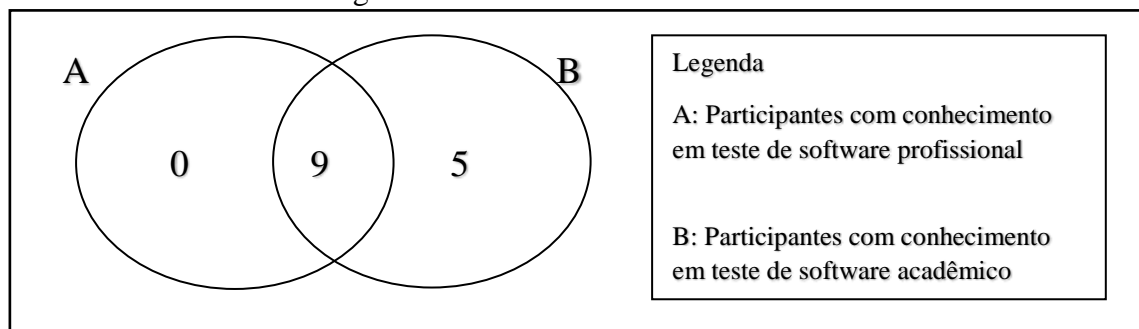 A
B
0
9
5
Legenda
A: Participantes com conhecimento
em teste de software profissional
B: Participantes com conhecimento
em teste de software acadêmico